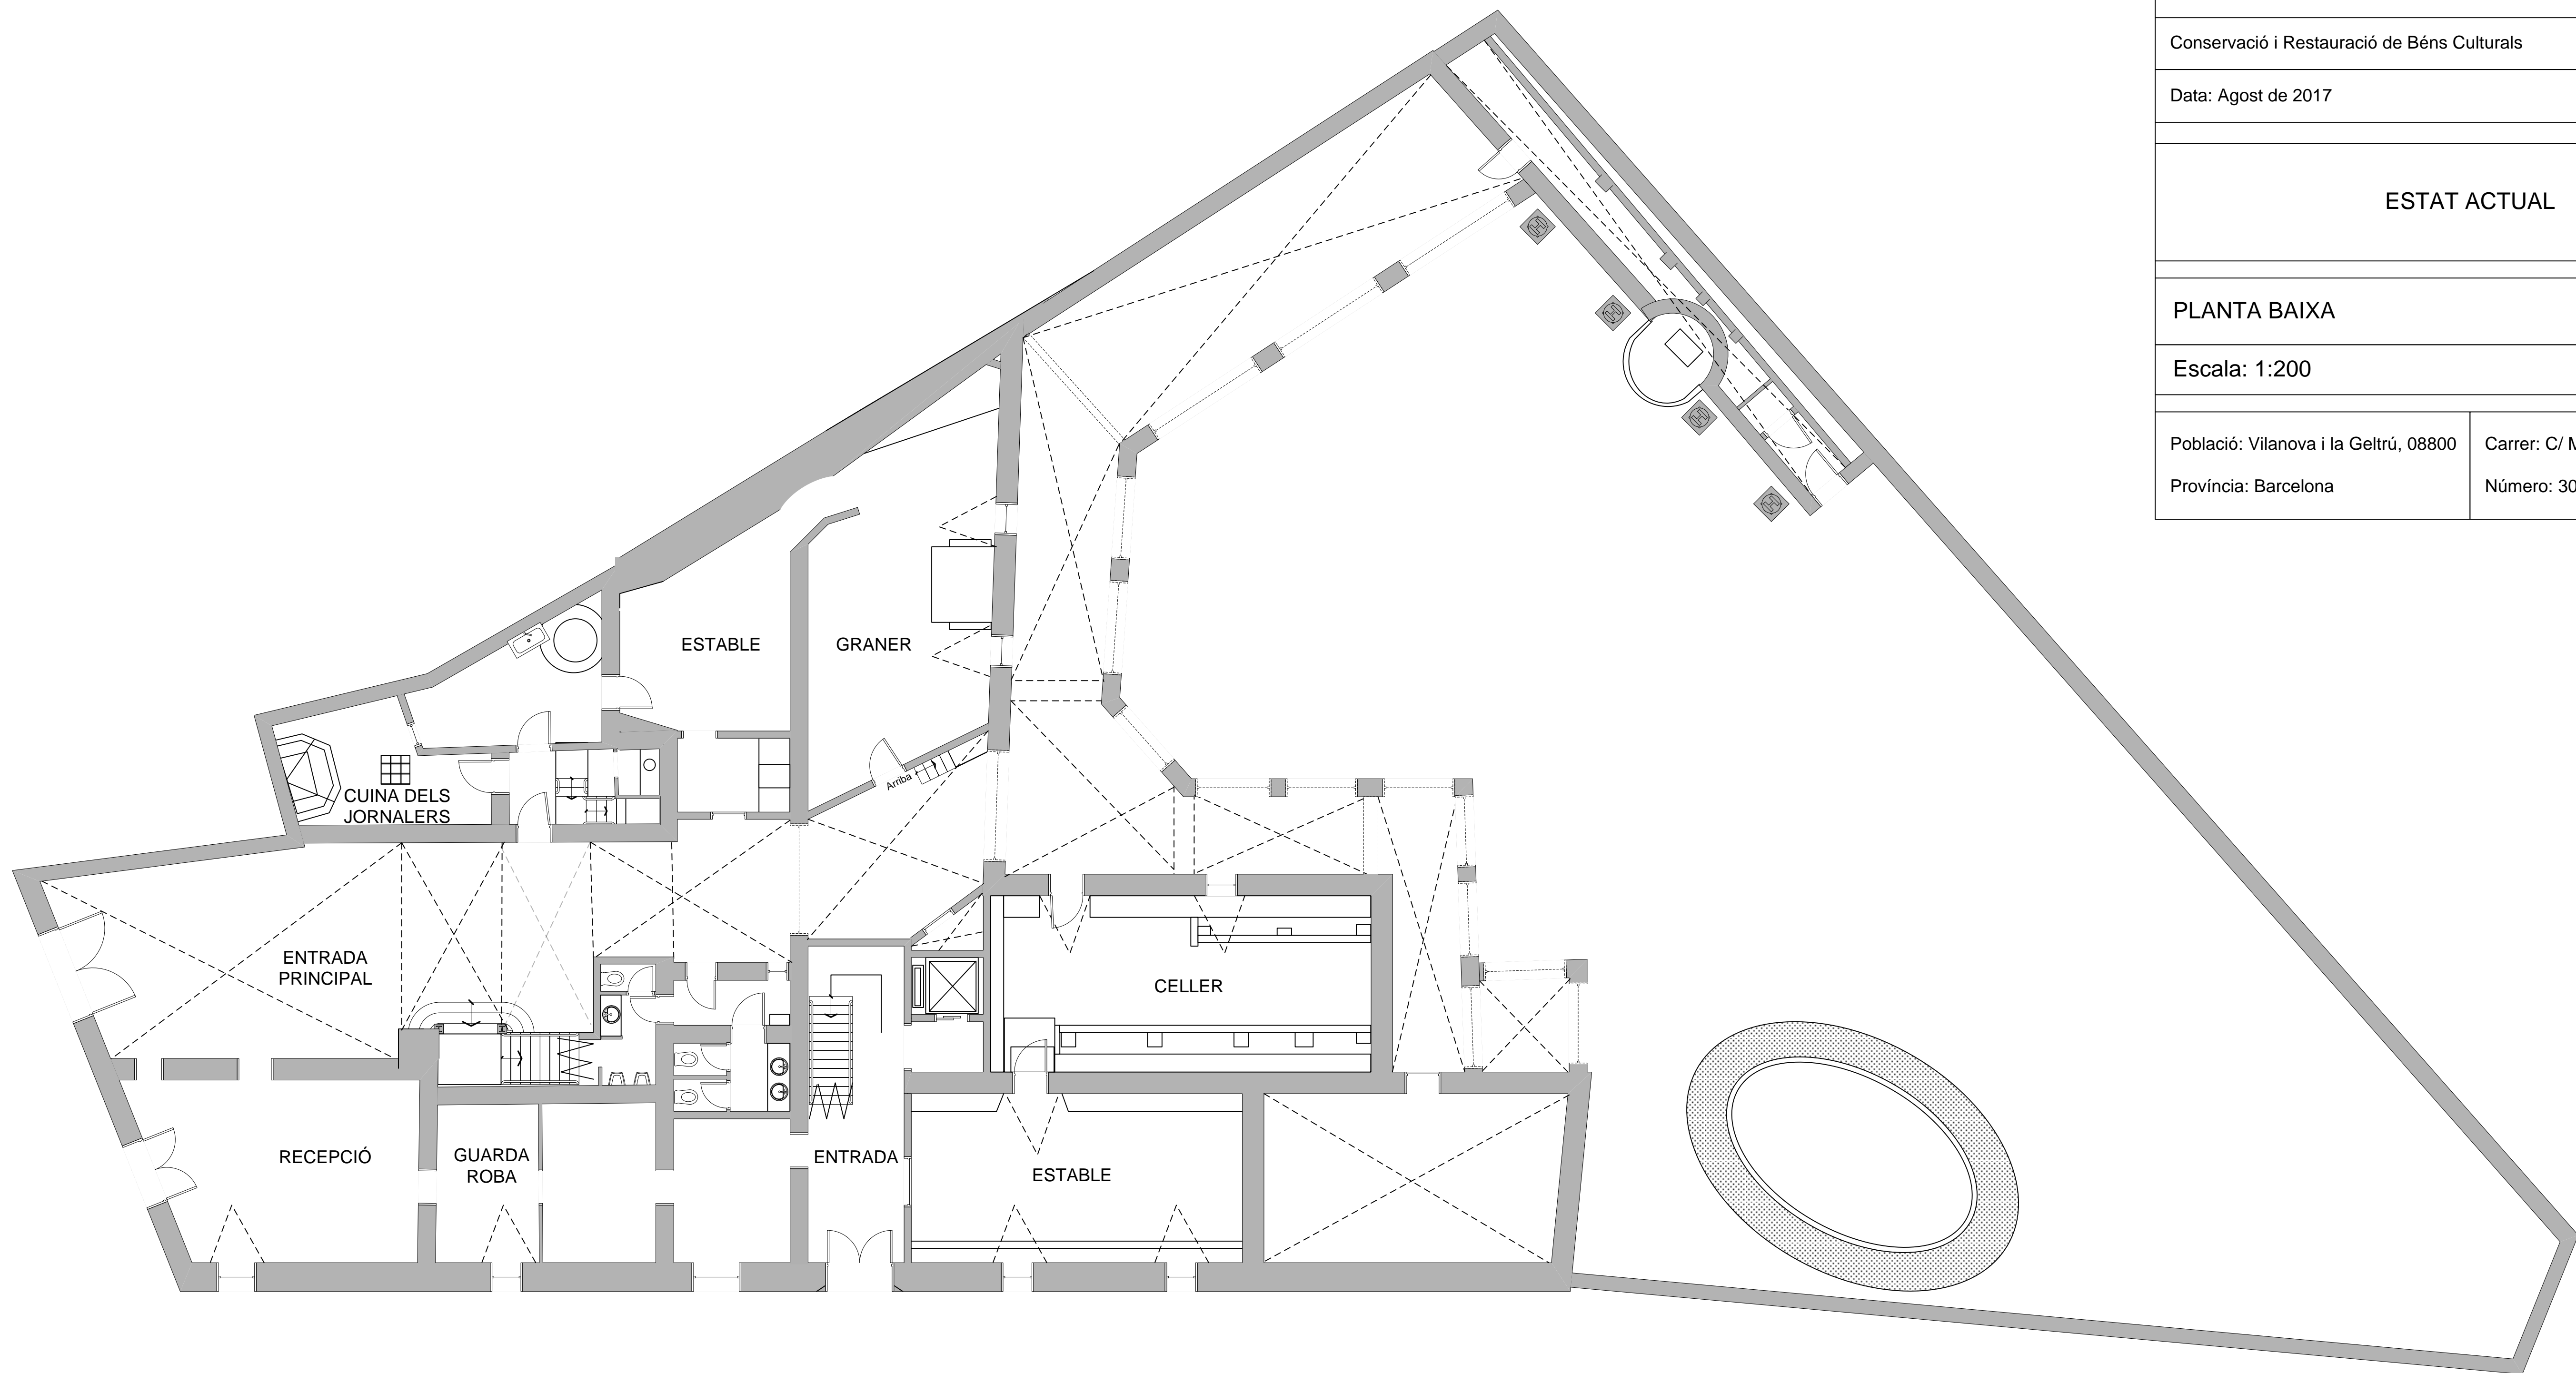 Conservació i Restauració de Béns Culturals
Data: Agost de 2017
ESTAT ACTUAL
PLANTA BAIXA
Escala: 1:200
Població: Vilanova i la Geltrú, 08800
Carrer: C/ M
Província: Barcelona
Número: 30
ESTABLE
GRANER
Arriba
CUINA DELS
JORNALERS
ENTRADA
PRINCIPAL
CELLER
RECEPCIÓ
GUARDA
ROBA
ENTRADA
ESTABLE